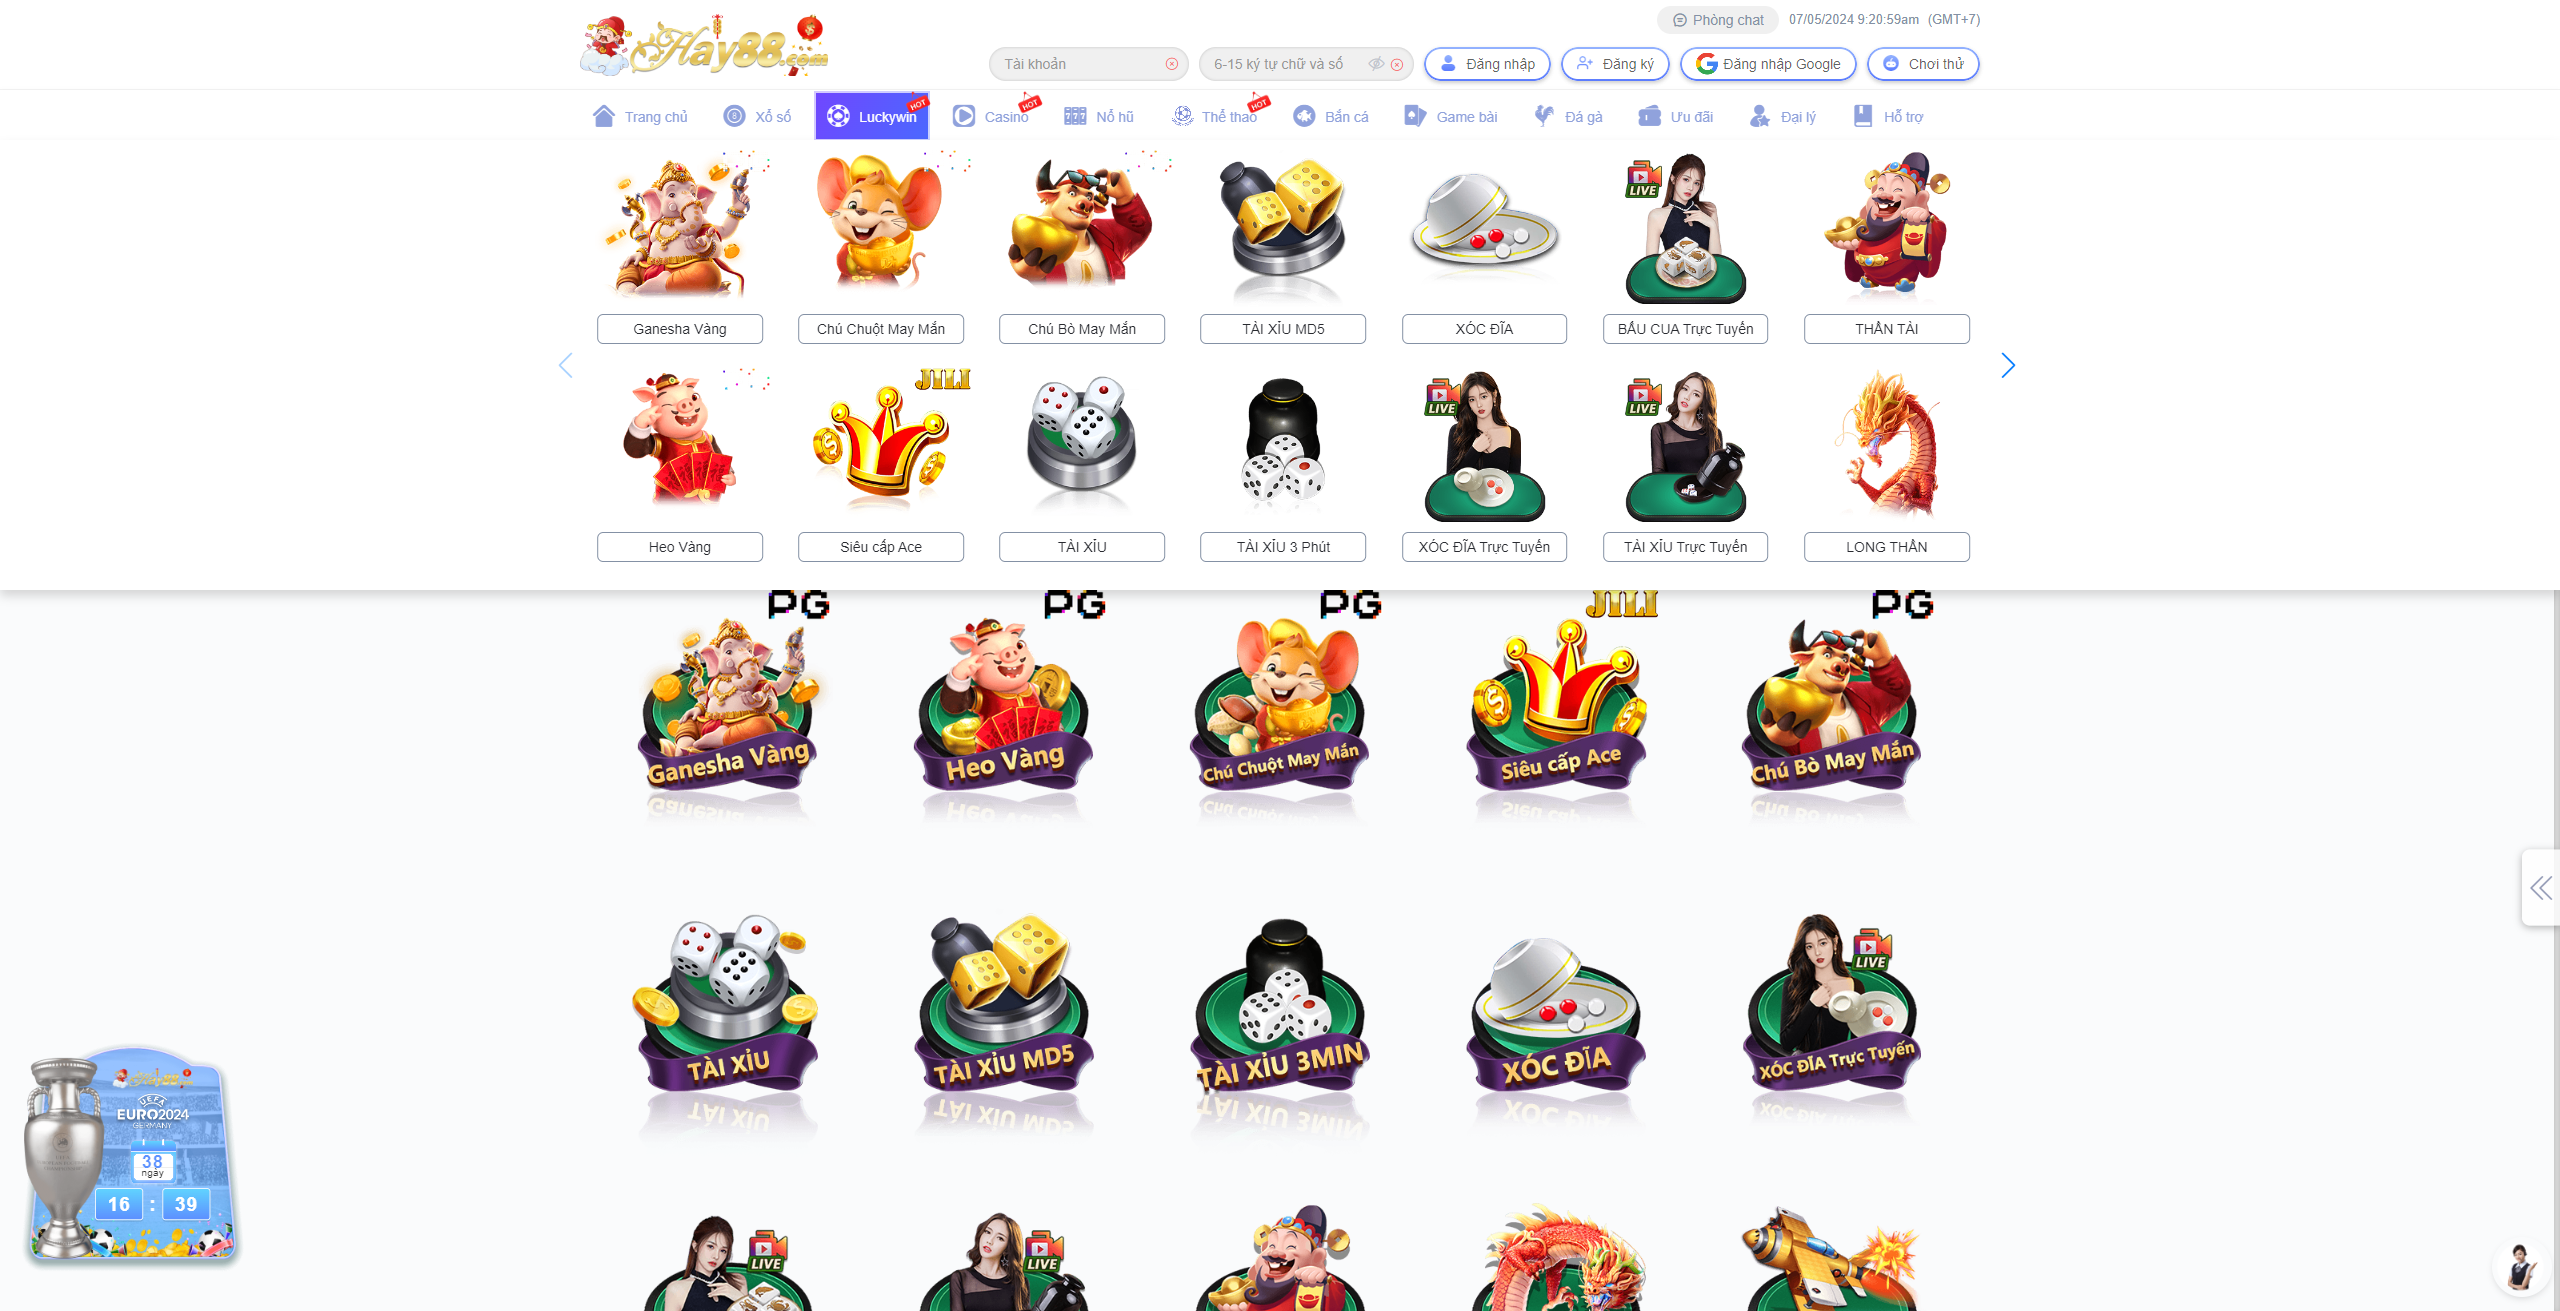 Hay88.com
Phòng chat 07/05/2024 9:20:59am (GMT+7)
Tài khoản 6-15 ký tự chữ và số Đăng nhập Đăng ký Đăng nhập Google Chơi thử
Trang chủ Xổ số Luckywin HOT Casino HOT Nổ hũ Thể thao HOT Bắn cá Game bài Đá gà Ưu đãi Đại lý Hỗ trợ
LIVE
Ganesha Vàng Chú Chuột May Mắn Chú Bò May Mắn TÀI XỈU MD5 XÓC ĐĨA BẦU CUA Trực Tuyến THẦN TÀI
JILI LIVE LIVE
Heo Vàng Siêu cấp Ace TÀI XỈU TÀI XỈU 3 Phút XÓC ĐĨA Trực Tuyến TÀI XỈU Trực Tuyến LONG THẦN
PG PG PG JILI PG
Ganesha Vàng Heo Vàng Chú Chuột May Mắn Siêu cấp Ace Chú Bò May Mắn
LIVE
TÀI XỈU TÀI XỈU MD5 TÀI XỈU 3MIN XÓC ĐĨA XÓC ĐĨA Trực Tuyến
Hay88.com
UEFA
EURO2024
GERMANY
38
ngày
16 : 39
LIVE LIVE